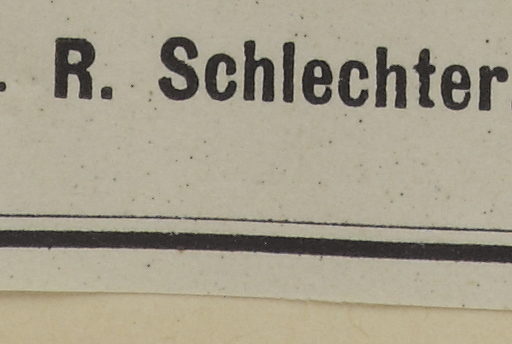 . R. Schlechter.